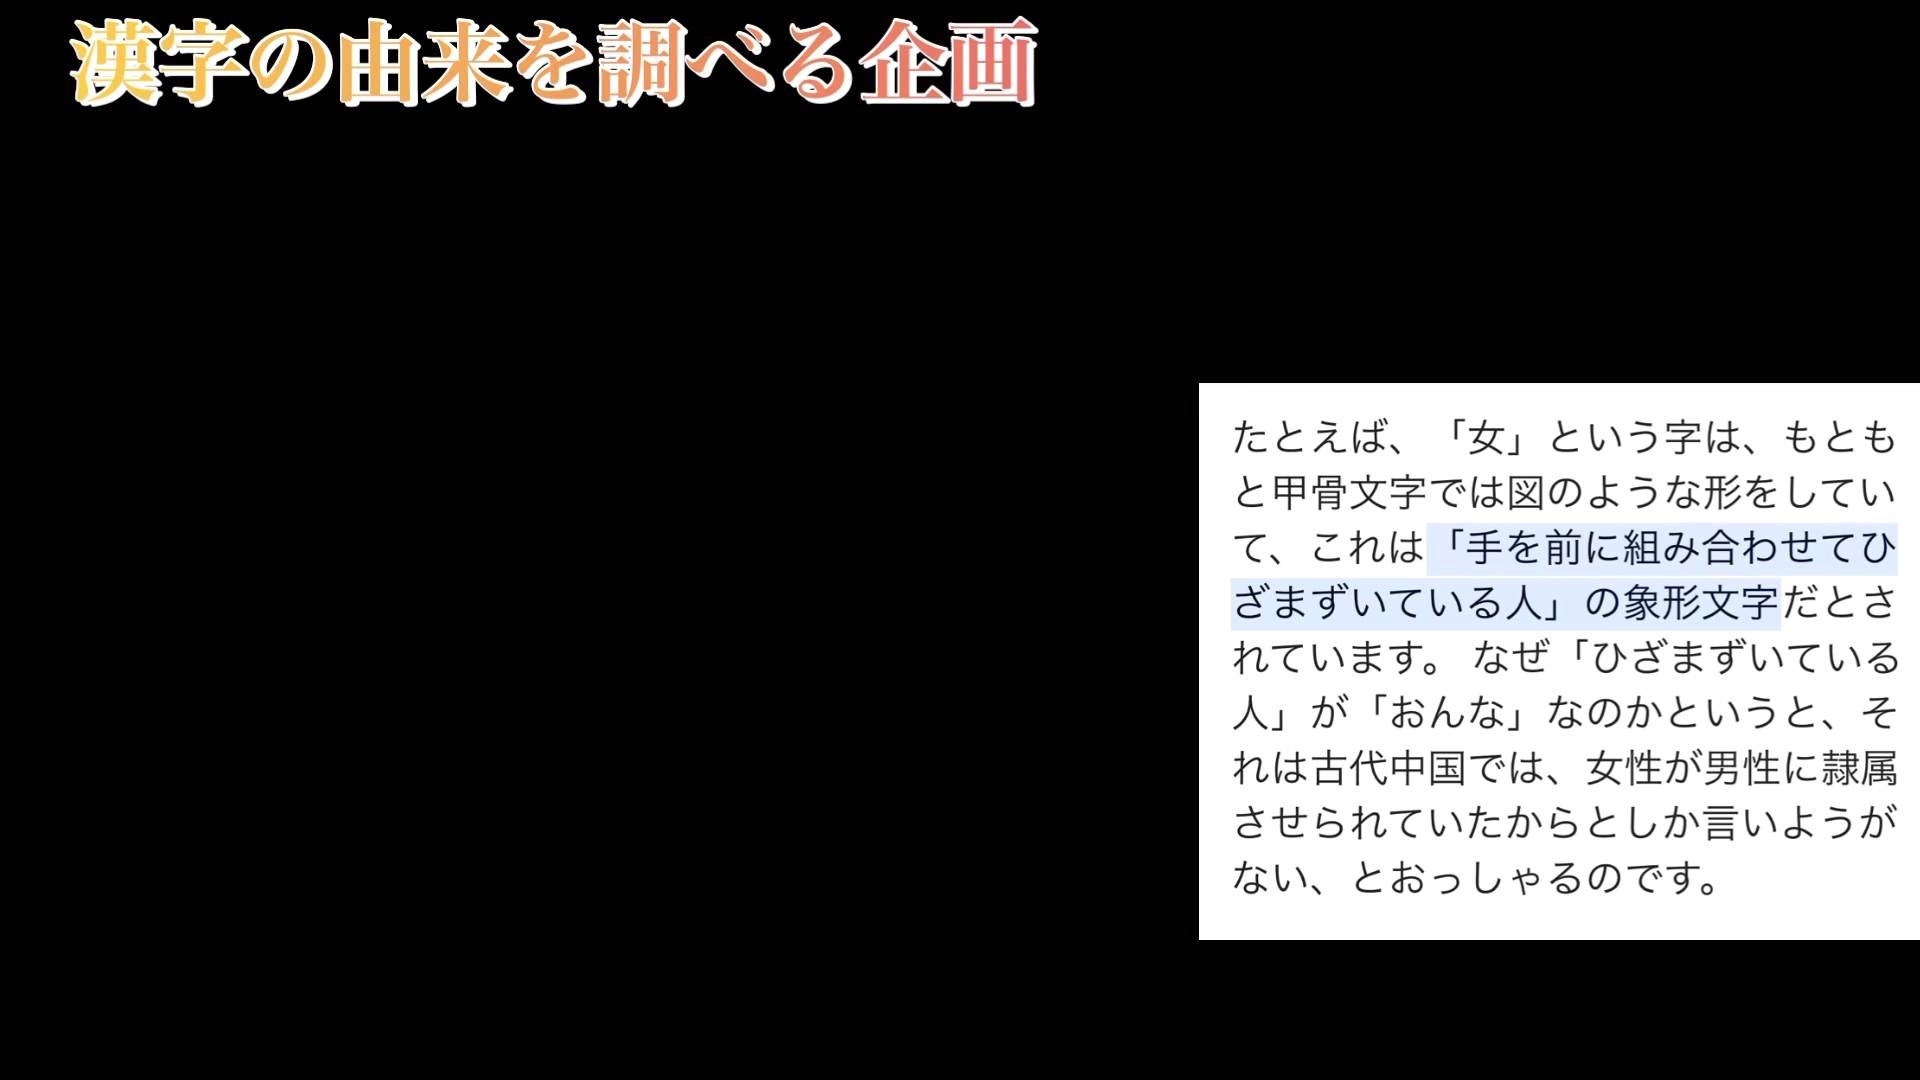 漢字の由来を調べる企画
たとえば、「女」という字は、もとも
と甲骨文字では図のような形をしてい
て、これは「手を前に組み合わせてひ
ざまずいている人」の象形文字だとさ
れています。 なぜ「ひざまずいている
人」が「おんな」なのかというと、そ
れは古代中国では、女性が男性に隷属
させられていたからとしか言いようが
ない、とおっしゃるのです。